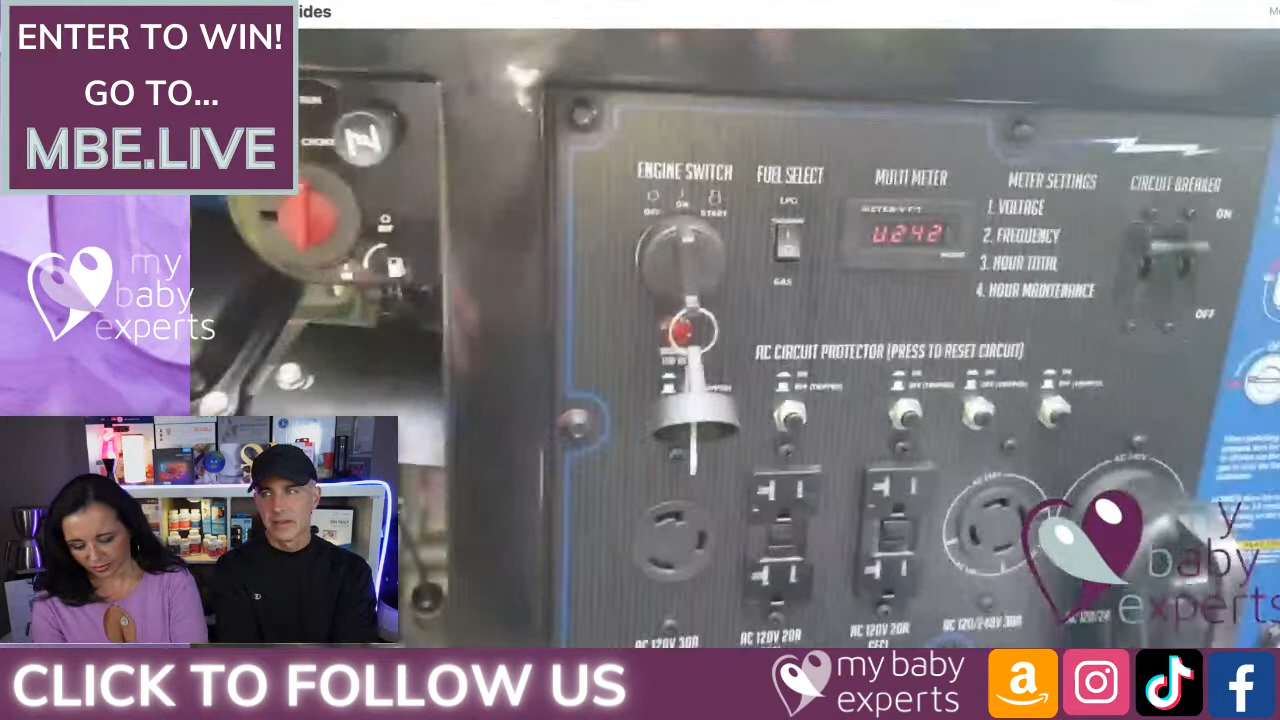 ides
ENTER TO WIN!
GO TO...
MBE.LIVE
my
baby
experts
ENGINE SWITCH
OFF
ON
START
FUEL SELECT
LPG
GAS
MULTI METER
U242
METER SETTINGS
1. VOLTAGE
2. FREQUENCY
3. HOUR TOTAL
4. HOUR MAINTENANCE
CIRCUIT BREAKER
ON
OFF
AC CIRCUIT PROTECTOR (PRESS TO RESET CIRCUIT)
AC 120V 30A
AC 120V 20A
AC 120V 20A
GFCI
AC 120/240V 30A
AC 240V
y
baby
experts
CLICK TO FOLLOW US
my baby
experts